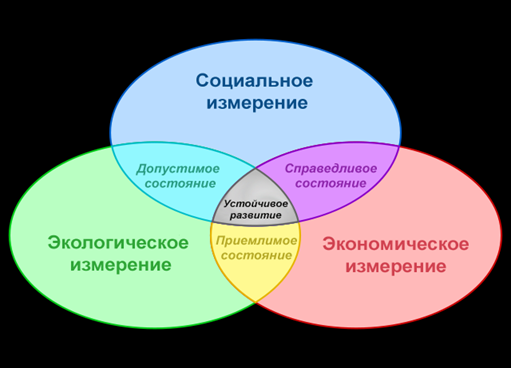 Социальное
измерение
Допустимое
состояние
Справедливое
состояние
Устойчивое
развитие
Экологическое
измерение
Приемлимое
состояние
Экономическое
измерение